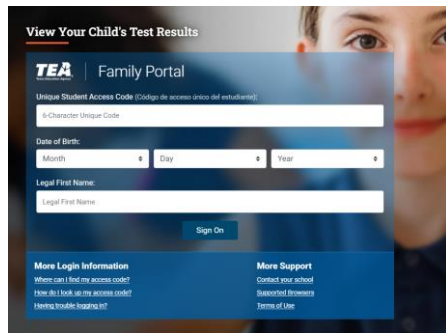 View Your Child's Test Results
TEA
Texas Education Agency
Family Portal
Unique Student Access Code (Código de acceso único del estudiante):
6-Character Unique Code
Date of Birth:
Month Day Year
Legal First Name:
Legal First Name
Sign On
More Login Information
Where can I find my access code?
How do I look up my access code?
Having trouble logging in?
More Support
Contact your school
Supported Browsers
Terms of Use